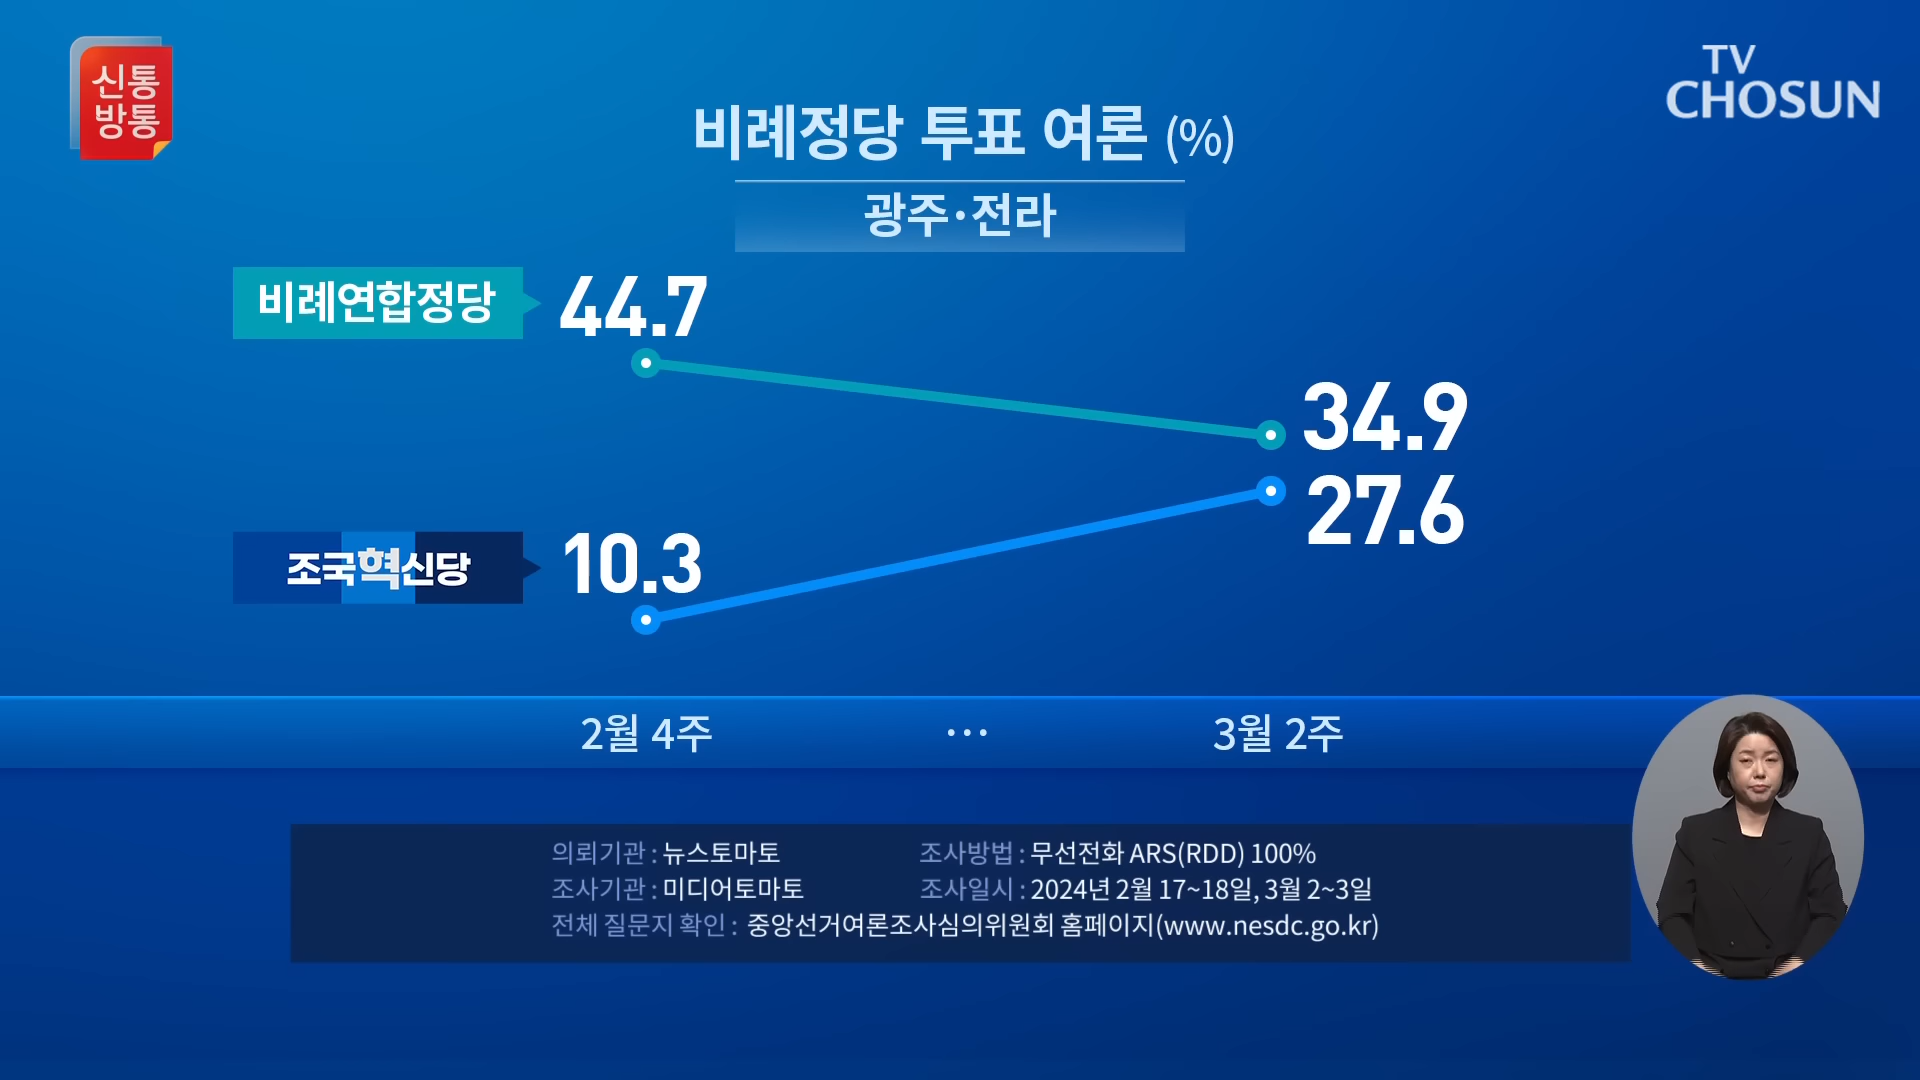 신통
방통
TV
CHOSUN
비례정당 투표 여론 (%)
광주·전라
비례연합정당
44.7
34.9
27.6
조국혁신당
10.3
2월 4주 ... 3월 2주
의뢰기관 : 뉴스토마토 조사방법 : 무선전화 ARS(RDD) 100%
조사기관 : 미디어토마토 조사일시 : 2024년 2월 17~18일, 3월 2~3일
전체 질문지 확인 : 중앙선거여론조사심의위원회 홈페이지(www.nesdc.go.kr)